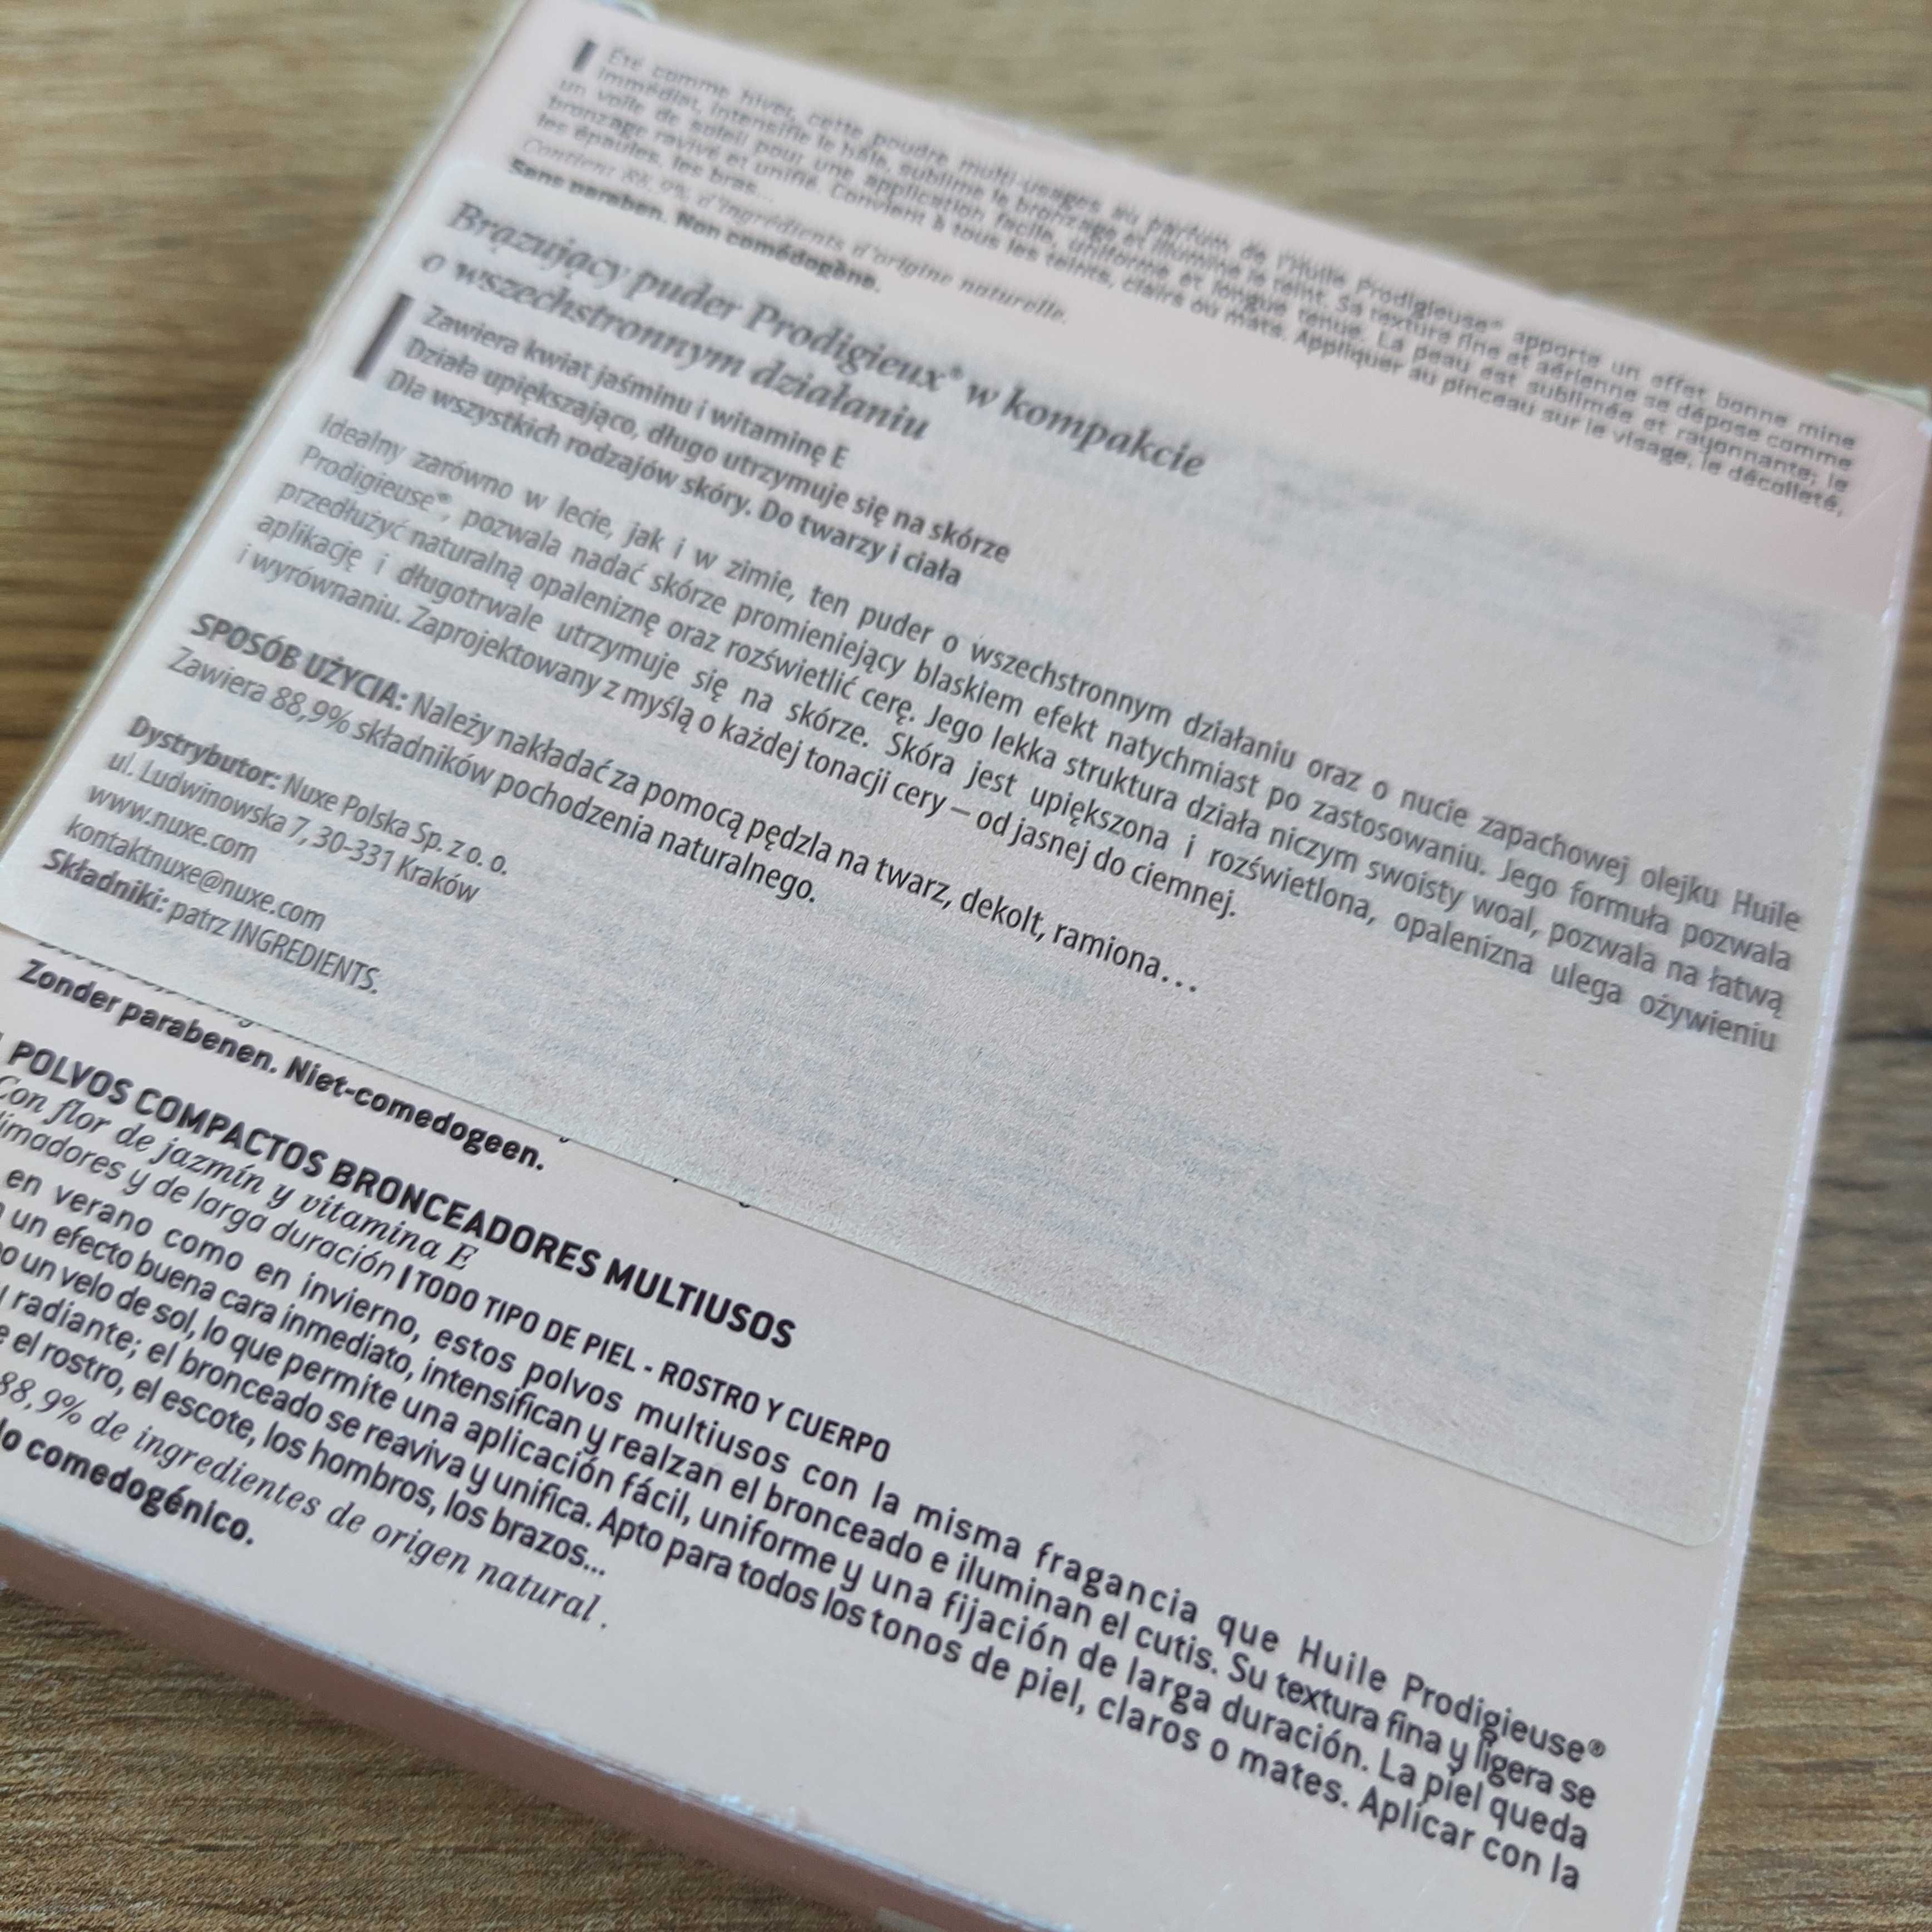 Été comme hiver, cette poudre multi-usages au parfum de l'Huile Prodigieuse® apporte un effet bonne mine
immédiat, intensifie le hâle, sublime le bronzage et illumine le teint. Sa texture fine et aérienne se dépose comme
un voile de soleil pour une application facile, uniforme et longue tenue. La peau est sublimée et rayonnante; le
bronzage ravivé et unifié. Convient à tous les teints, clairs ou mats. Appliquer au pinceau sur le visage, le décolleté,
les épaules, les bras...
Contient 88,9% d'ingrédients d'origine naturelle.
Sans paraben. Non comédogène.
Brązujący puder Prodigieux® w kompakcie
o wszechstronnym działaniu
Zawiera kwiat jaśminu i witaminę E
Działa upiększająco, długo utrzymuje się na skórze
Dla wszystkich rodzajów skóry. Do twarzy i ciała
Idealny zarówno w lecie, jak i w zimie, ten puder o wszechstronnym działaniu oraz o nucie zapachowej olejku Huile
Prodigieuse®, pozwala nadać skórze promieniejący blaskiem efekt natychmiast po zastosowaniu. Jego formuła pozwala
przedłużyć naturalną opaleniznę oraz rozświetlić cerę. Jego lekka struktura działa niczym swoisty woal, pozwala na łatwą
aplikację i długotrwale utrzymuje się na skórze. Skóra jest upiększona i rozświetlona, opalenizna ulega ożywieniu
i wyrównaniu. Zaprojektowany z myślą o każdej tonacji cery – od jasnej do ciemnej.
SPOSÓB UŻYCIA: Należy nakładać za pomocą pędzla na twarz, dekolt, ramiona...
Zawiera 88,9% składników pochodzenia naturalnego.
Dystrybutor: Nuxe Polska Sp. z o. o.
ul. Ludwinowska 7, 30-331 Kraków
www.nuxe.com
kontaktnuxe@nuxe.com
Składniki: patrz INGREDIENTS.
Zonder parabenen. Niet-comedogeen.
POLVOS COMPACTOS BRONCEADORES MULTIUSOS
Con flor de jazmín y vitamina E
limadores y de larga duración | TODO TIPO DE PIEL - ROSTRO Y CUERPO
en verano como en invierno, estos polvos multiusos con la misma fragancia que Huile Prodigieuse®
un efecto buena cara inmediato, intensifican y realzan el bronceado e iluminan el cutis. Su textura fina y ligera se
un velo de sol, lo que permite una aplicación fácil, uniforme y una fijación de larga duración. La piel queda
radiante; el bronceado se reaviva y unifica. Apto para todos los tonos de piel, claros o mates. Aplicar con la
el rostro, el escote, los hombros, los brazos...
88,9% de ingredientes de origen natural.
comedogénico.